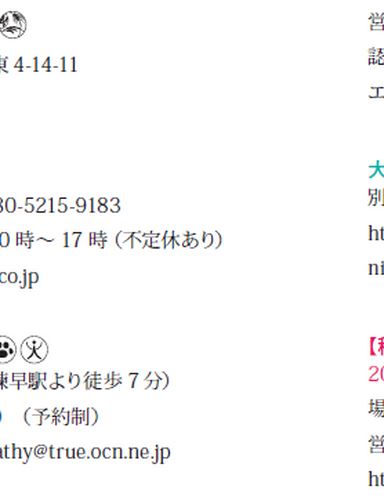 東 4-14-11
80-5215-9183
0 時〜 17 時（不定休あり）
co.jp
諫早駅より徒歩 7 分）
（予約制）
athy@true.ocn.ne.jp
営
認
エ
大
別
ht
ni
【
20
場
営
ht